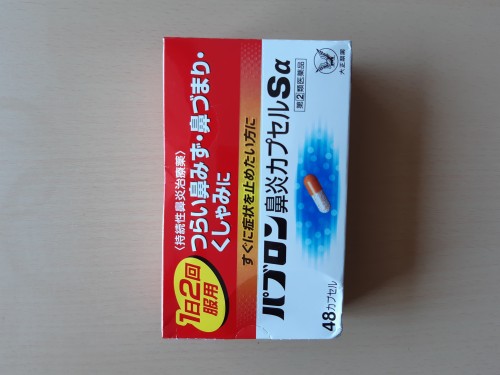 〈持続性鼻炎治療薬〉
つらい鼻みず・鼻づまり・
くしゃみに
1日2回
服用
すぐに症状を止めたい方に
パブロン鼻炎カプセルSα
第②類医薬品
大正製薬
48カプセル